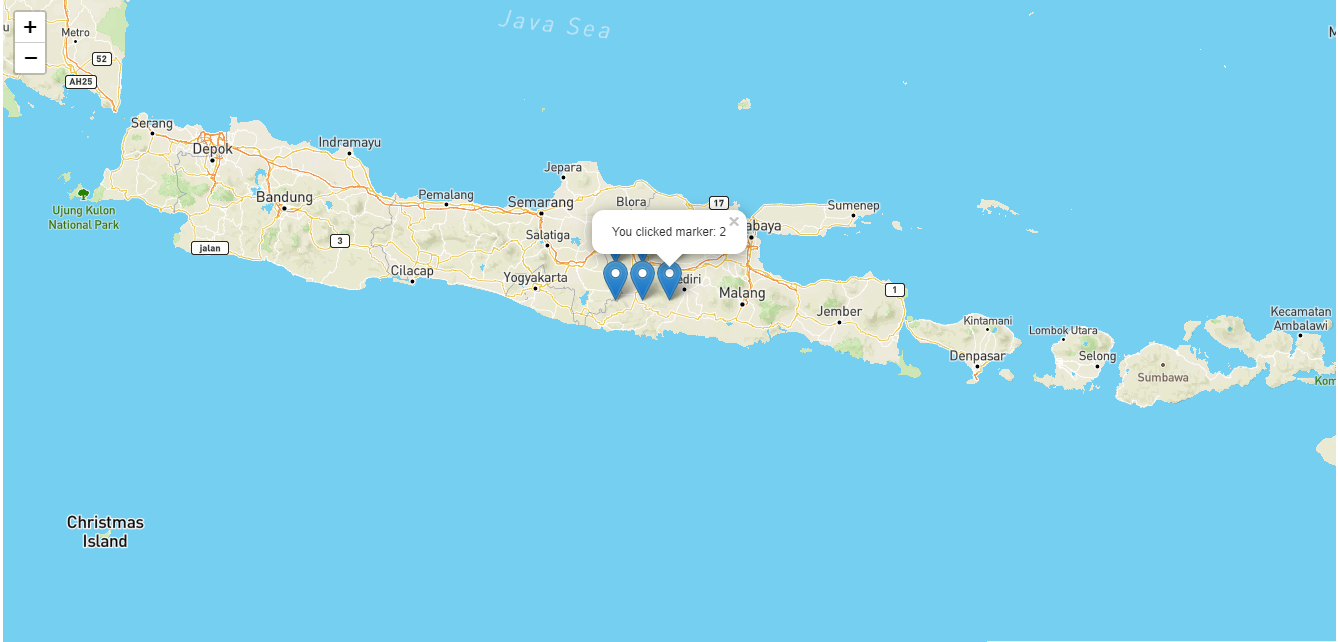 +
−
Java Sea
Metro
52
AH25
Serang
Depok
Indramayu
Jepara
Bandung
Pemalang
Semarang
Blora
17
Sumenep
Ujung Kulon
National Park
jalan
3
Salatiga
You clicked marker: 2
×
abaya
Cilacap
Yogyakarta
ediri
Malang
1
Jember
Kintamani
Lombok Utara
Kecamatan
Ambalawi
Denpasar
Selong
Sumbawa
Kom
Christmas
Island